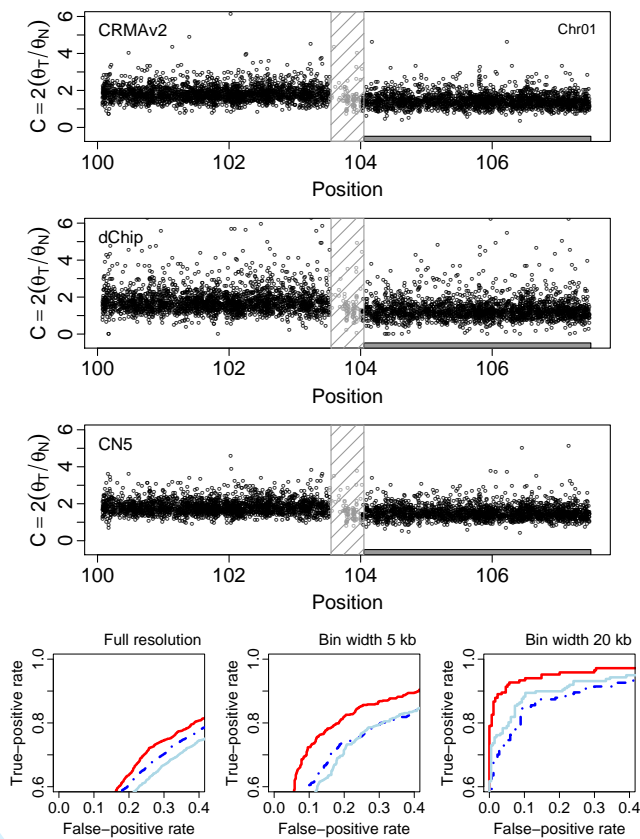 CRMAv2
Chr01
C = 2(θT/θN)
0 2 4 6
100 102 104 106
Position
dChip
C = 2(θT/θN)
0 1 2 3 4 5 6
100 102 104 106
Position
CN5
C = 2(θT/θN)
0 2 4 6
100 102 104 106
Position
Full resolution
True−positive rate
0.6 0.8 1.0
0.0 0.1 0.2 0.3 0.4
False−positive rate
Bin width 5 kb
True−positive rate
0.6 0.8 1.0
0.0 0.1 0.2 0.3 0.4
False−positive rate
Bin width 20 kb
True−positive rate
0.6 0.8 1.0
0.0 0.1 0.2 0.3 0.4
False−positive rate